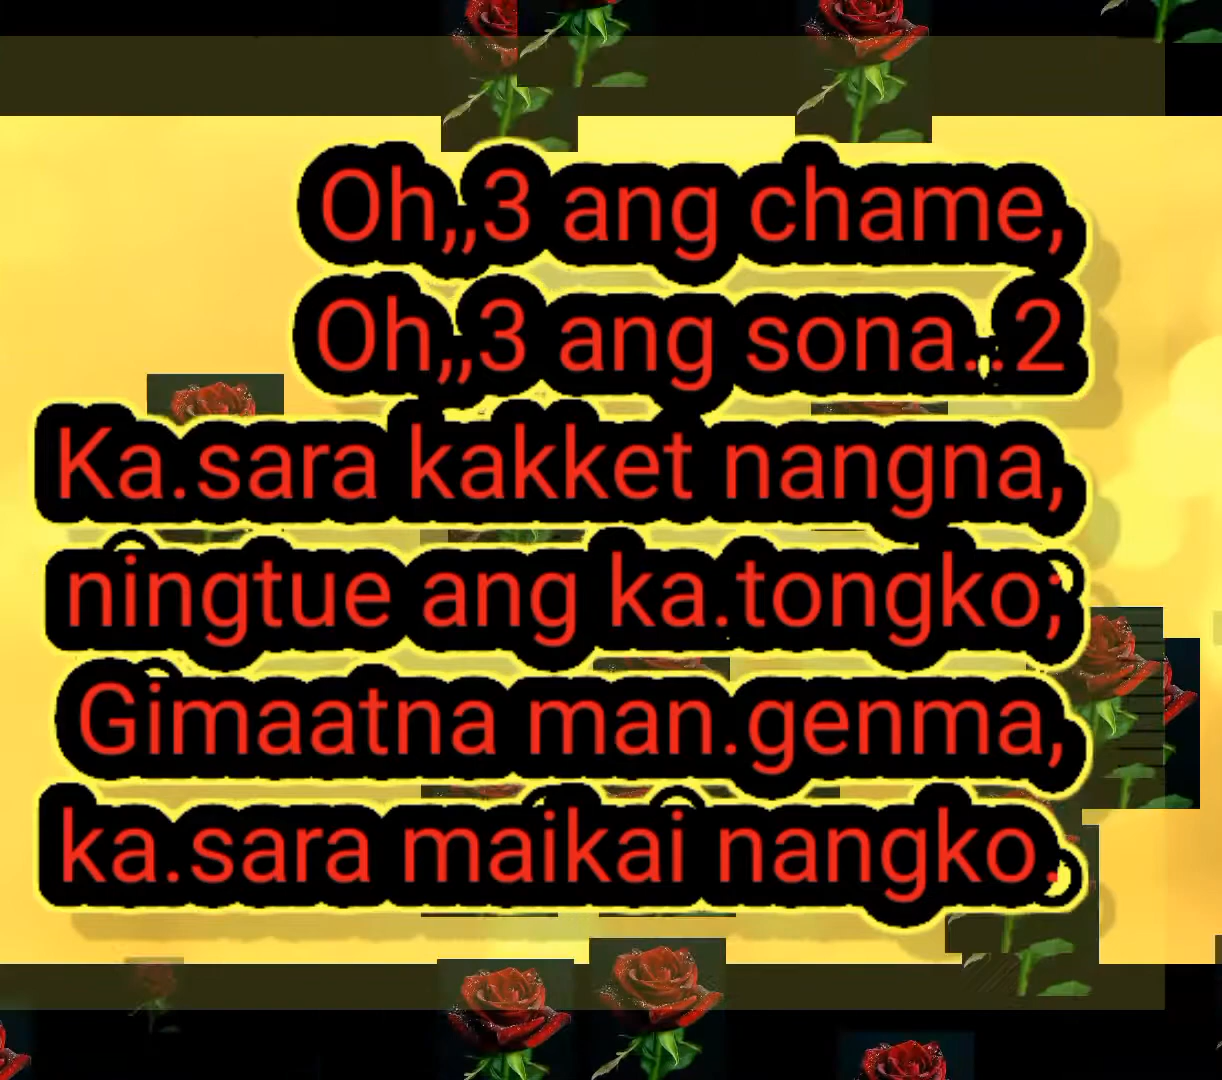 Oh,,3 ang chame,
Oh,,3 ang sona..2
Ka.sara kakket nangna,
ningtue ang ka.tongko;
Gimaatna man.genma,
ka.sara maikai nangko.